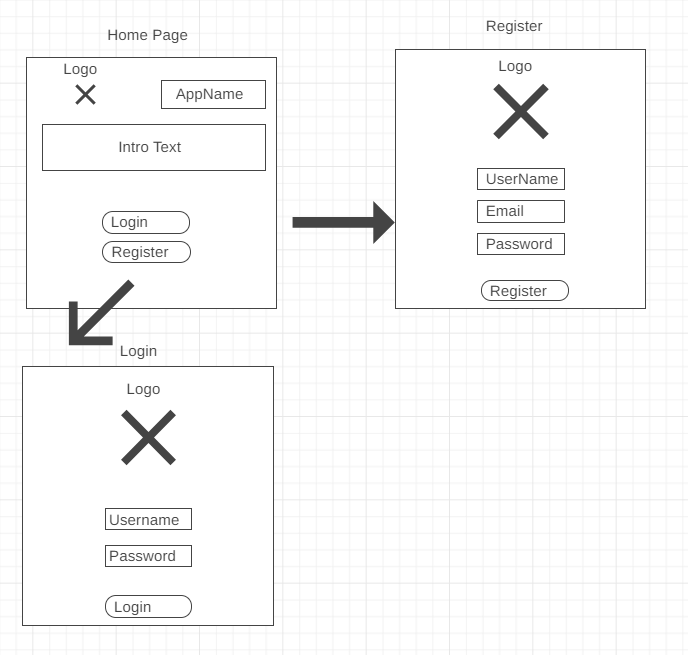 Home Page
Logo
AppName
Intro Text
Login
Register
Register
Logo
UserName
Email
Password
Register
Login
Logo
Username
Password
Login